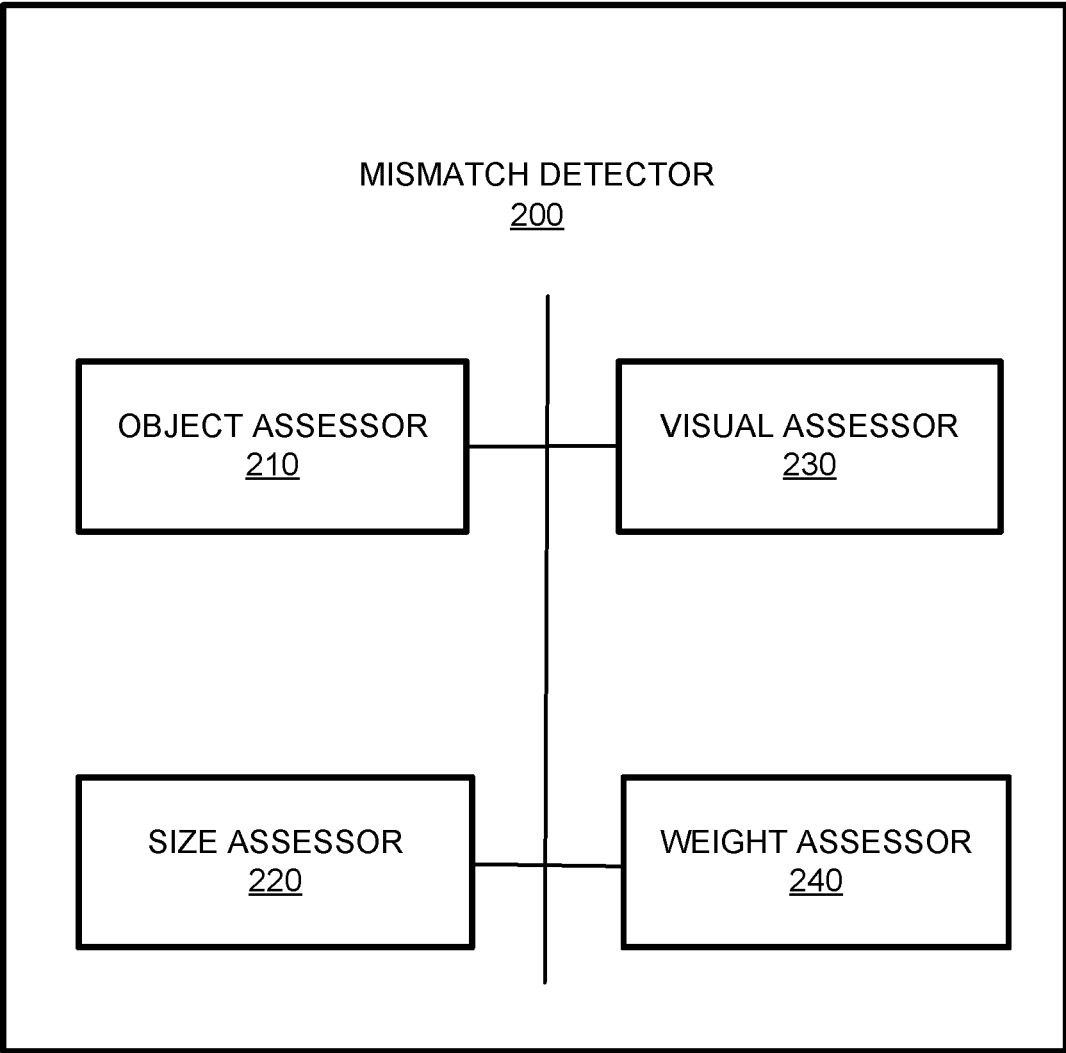 MISMATCH DETECTOR
200
OBJECT ASSESSOR
210
VISUAL ASSESSOR
230
SIZE ASSESSOR
220
WEIGHT ASSESSOR
240